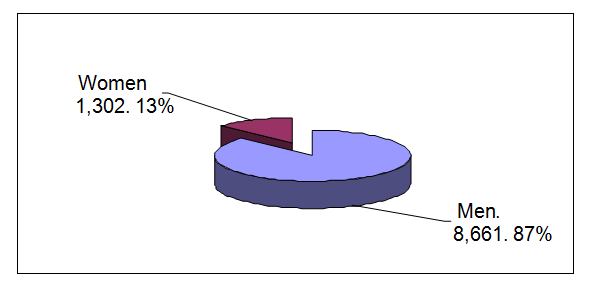 Women
1,302. 13%
Men.
8,661. 87%